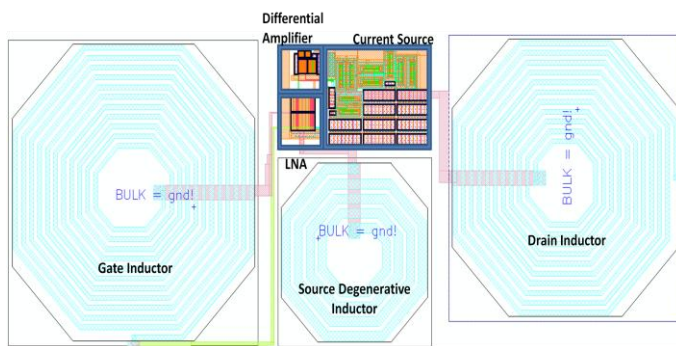 Differential
Amplifier
Current Source
LNA
BULK = gnd!
Gate Inductor
BULK = gnd!
Source Degenerative
Inductor
BULK = gnd!
Drain Inductor